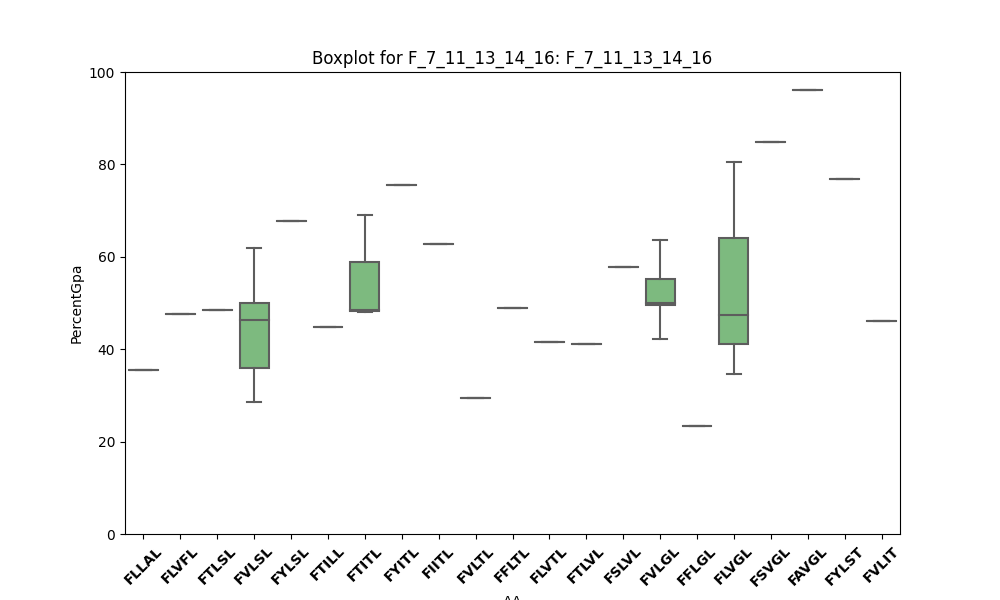 Boxplot for F_7_11_13_14_16: F_7_11_13_14_16
100
80
60
40
20
0
PercentGpa
FLLAL FLVFL FTLSL FVLSL FYLSL FTILL FTITL FYITL FIITL FVLTL FFLTL FLVTL FTLVL FSLVL FVLGL FFLGL FLVGL FSVGL FAVGL FYLST FVLIT
AA